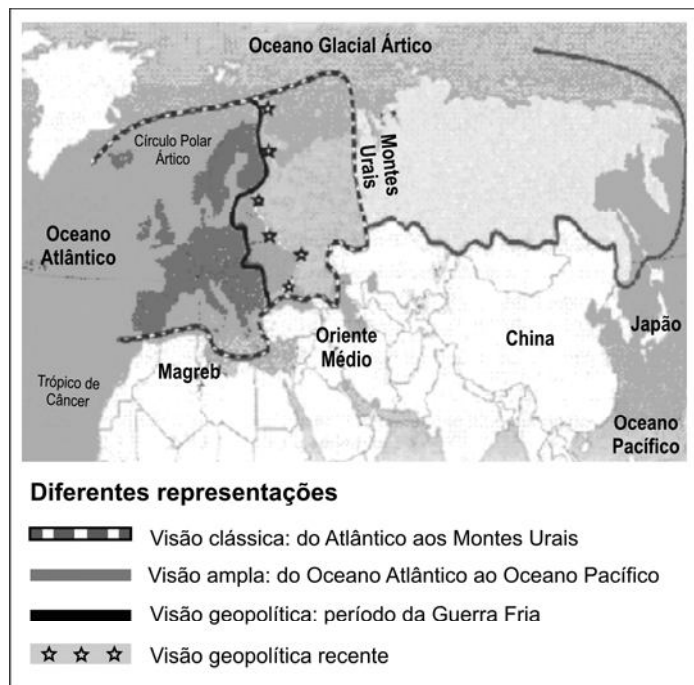 Oceano Glacial Ártico
Círculo Polar
Ártico
Montes
Urais
Oceano
Atlântico
Oriente
Médio
China
Japão
Magreb
Trópico de
Câncer
Oceano
Pacífico
Diferentes representações
Visão clássica: do Atlântico aos Montes Urais
Visão ampla: do Oceano Atlântico ao Oceano Pacífico
Visão geopolítica: período da Guerra Fria
Visão geopolítica recente